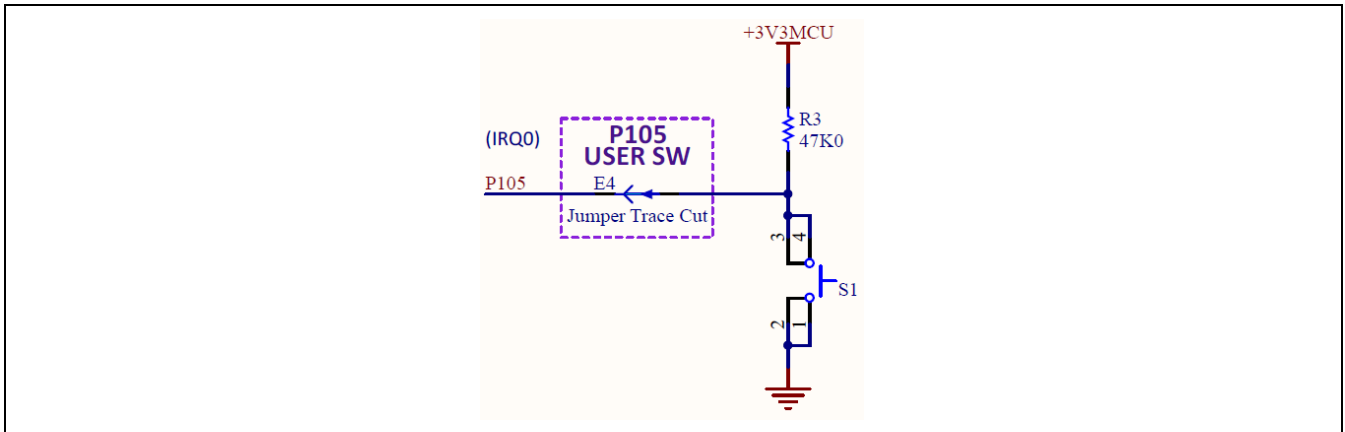 +3V3MCU
R3
47K0
(IRQ0)
P105
USER SW
P105
E4
Jumper Trace Cut
3
4
S1
2
1